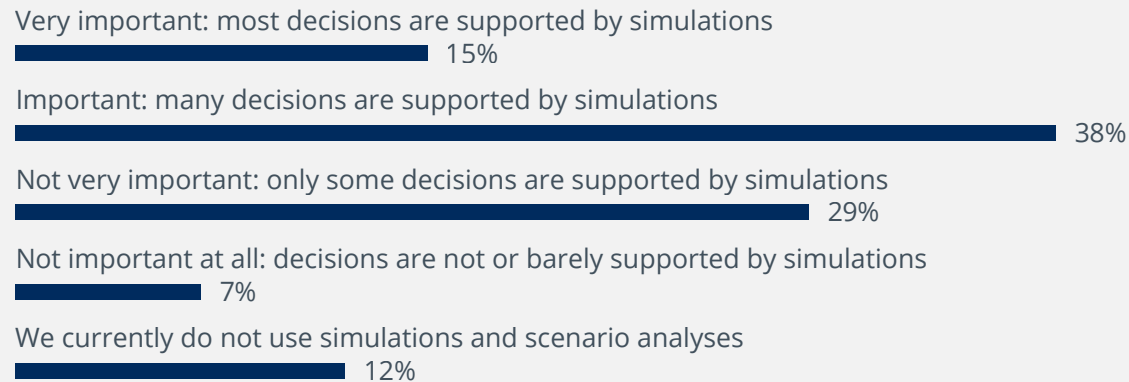 Very important: most decisions are supported by simulations
15%
Important: many decisions are supported by simulations
38%
Not very important: only some decisions are supported by simulations
29%
Not important at all: decisions are not or barely supported by simulations
7%
We currently do not use simulations and scenario analyses
12%